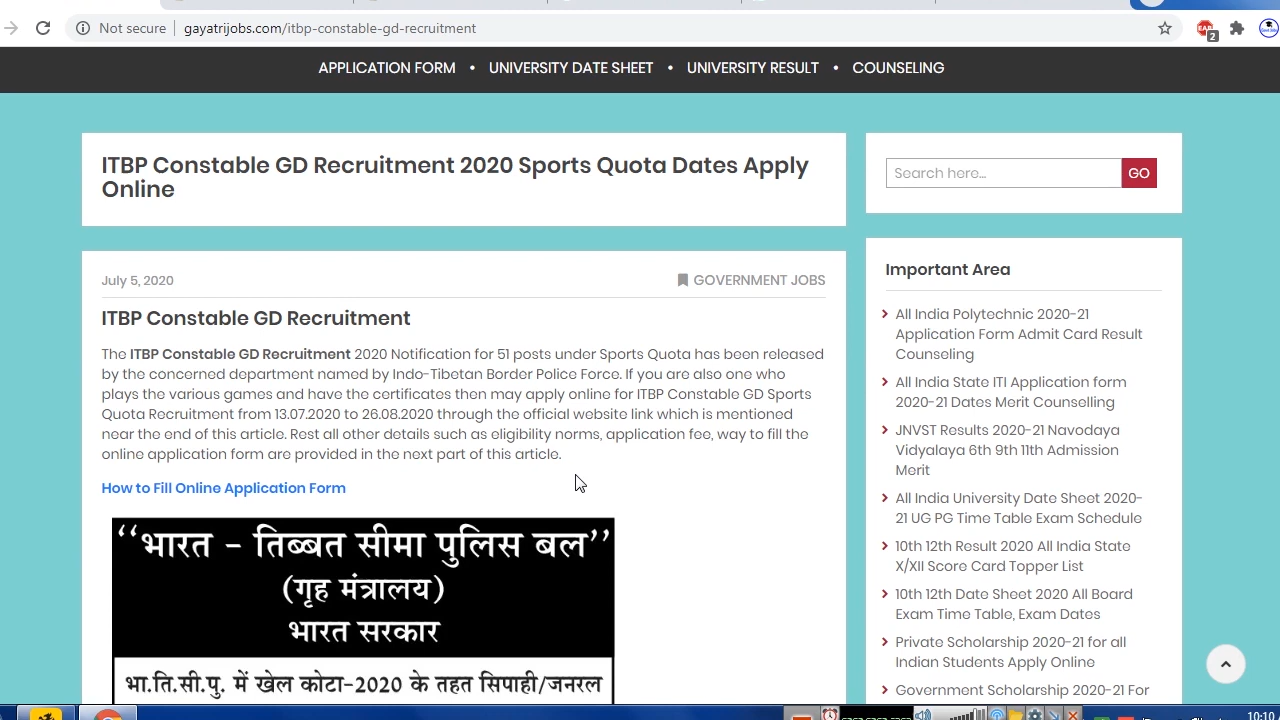 Not secure gayatrijobs.com/itbp-constable-gd-recruitment
2
APPLICATION FORM • UNIVERSITY DATE SHEET • UNIVERSITY RESULT • COUNSELING
ITBP Constable GD Recruitment 2020 Sports Quota Dates Apply
Online
July 5, 2020
GOVERNMENT JOBS
ITBP Constable GD Recruitment
The ITBP Constable GD Recruitment 2020 Notification for 51 posts under Sports Quota has been released
by the concerned department named by Indo-Tibetan Border Police Force. If you are also one who
plays the various games and have the certificates then may apply online for ITBP Constable GD Sports
Quota Recruitment from 13.07.2020 to 26.08.2020 through the official website link which is mentioned
near the end of this article. Rest all other details such as eligibility norms, application fee, way to fill the
online application form are provided in the next part of this article.
How to Fill Online Application Form
“भारत - तिब्बत सीमा पुलिस बल”
(गृह मंत्रालय)
भारत सरकार
भा.ति.सी.पु. में खेल कोटा-2020 के तहत सिपाही/जनरल
Search here...
GO
Important Area
All India Polytechnic 2020-21
Application Form Admit Card Result
Counseling
All India State ITI Application form
2020-21 Dates Merit Counselling
JNVST Results 2020-21 Navodaya
Vidyalaya 6th 9th 11th Admission
Merit
All India University Date Sheet 2020-
21 UG PG Time Table Exam Schedule
10th 12th Result 2020 All India State
X/XII Score Card Topper List
10th 12th Date Sheet 2020 All Board
Exam Time Table, Exam Dates
Private Scholarship 2020-21 for all
Indian Students Apply Online
Government Scholarship 2020-21 For
10:10